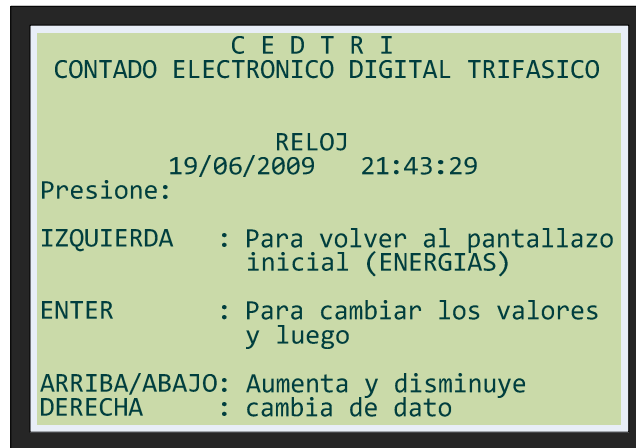 C E D T R I
CONTADO ELECTRONICO DIGITAL TRIFASICO
RELOJ
19/06/2009 21:43:29
Presione:
IZQUIERDA : Para volver al pantallazo
inicial (ENERGIAS)
ENTER : Para cambiar los valores
y luego
ARRIBA/ABAJO: Aumenta y disminuye
DERECHA : cambia de dato